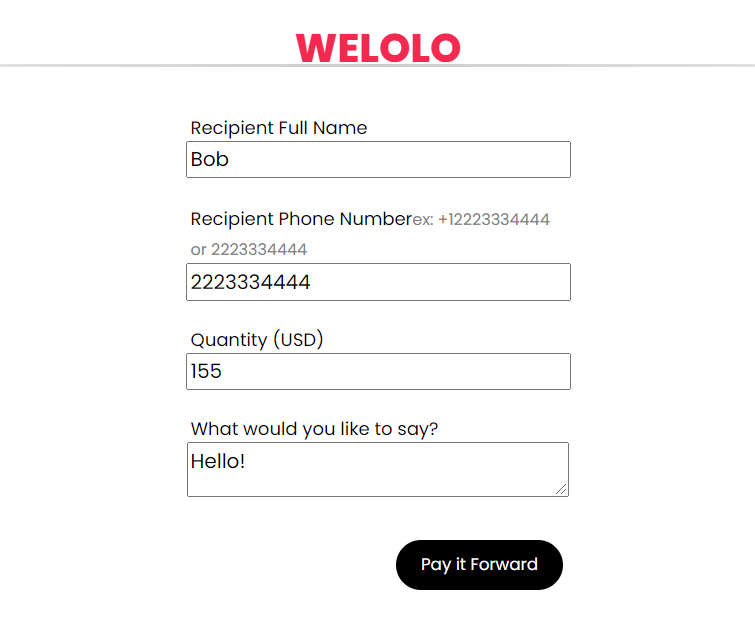 WELOLO
Recipient Full Name
Bob
Recipient Phone Numberex: +12223334444
or 2223334444
2223334444
Quantity (USD)
155
What would you like to say?
Hello!
Pay it Forward